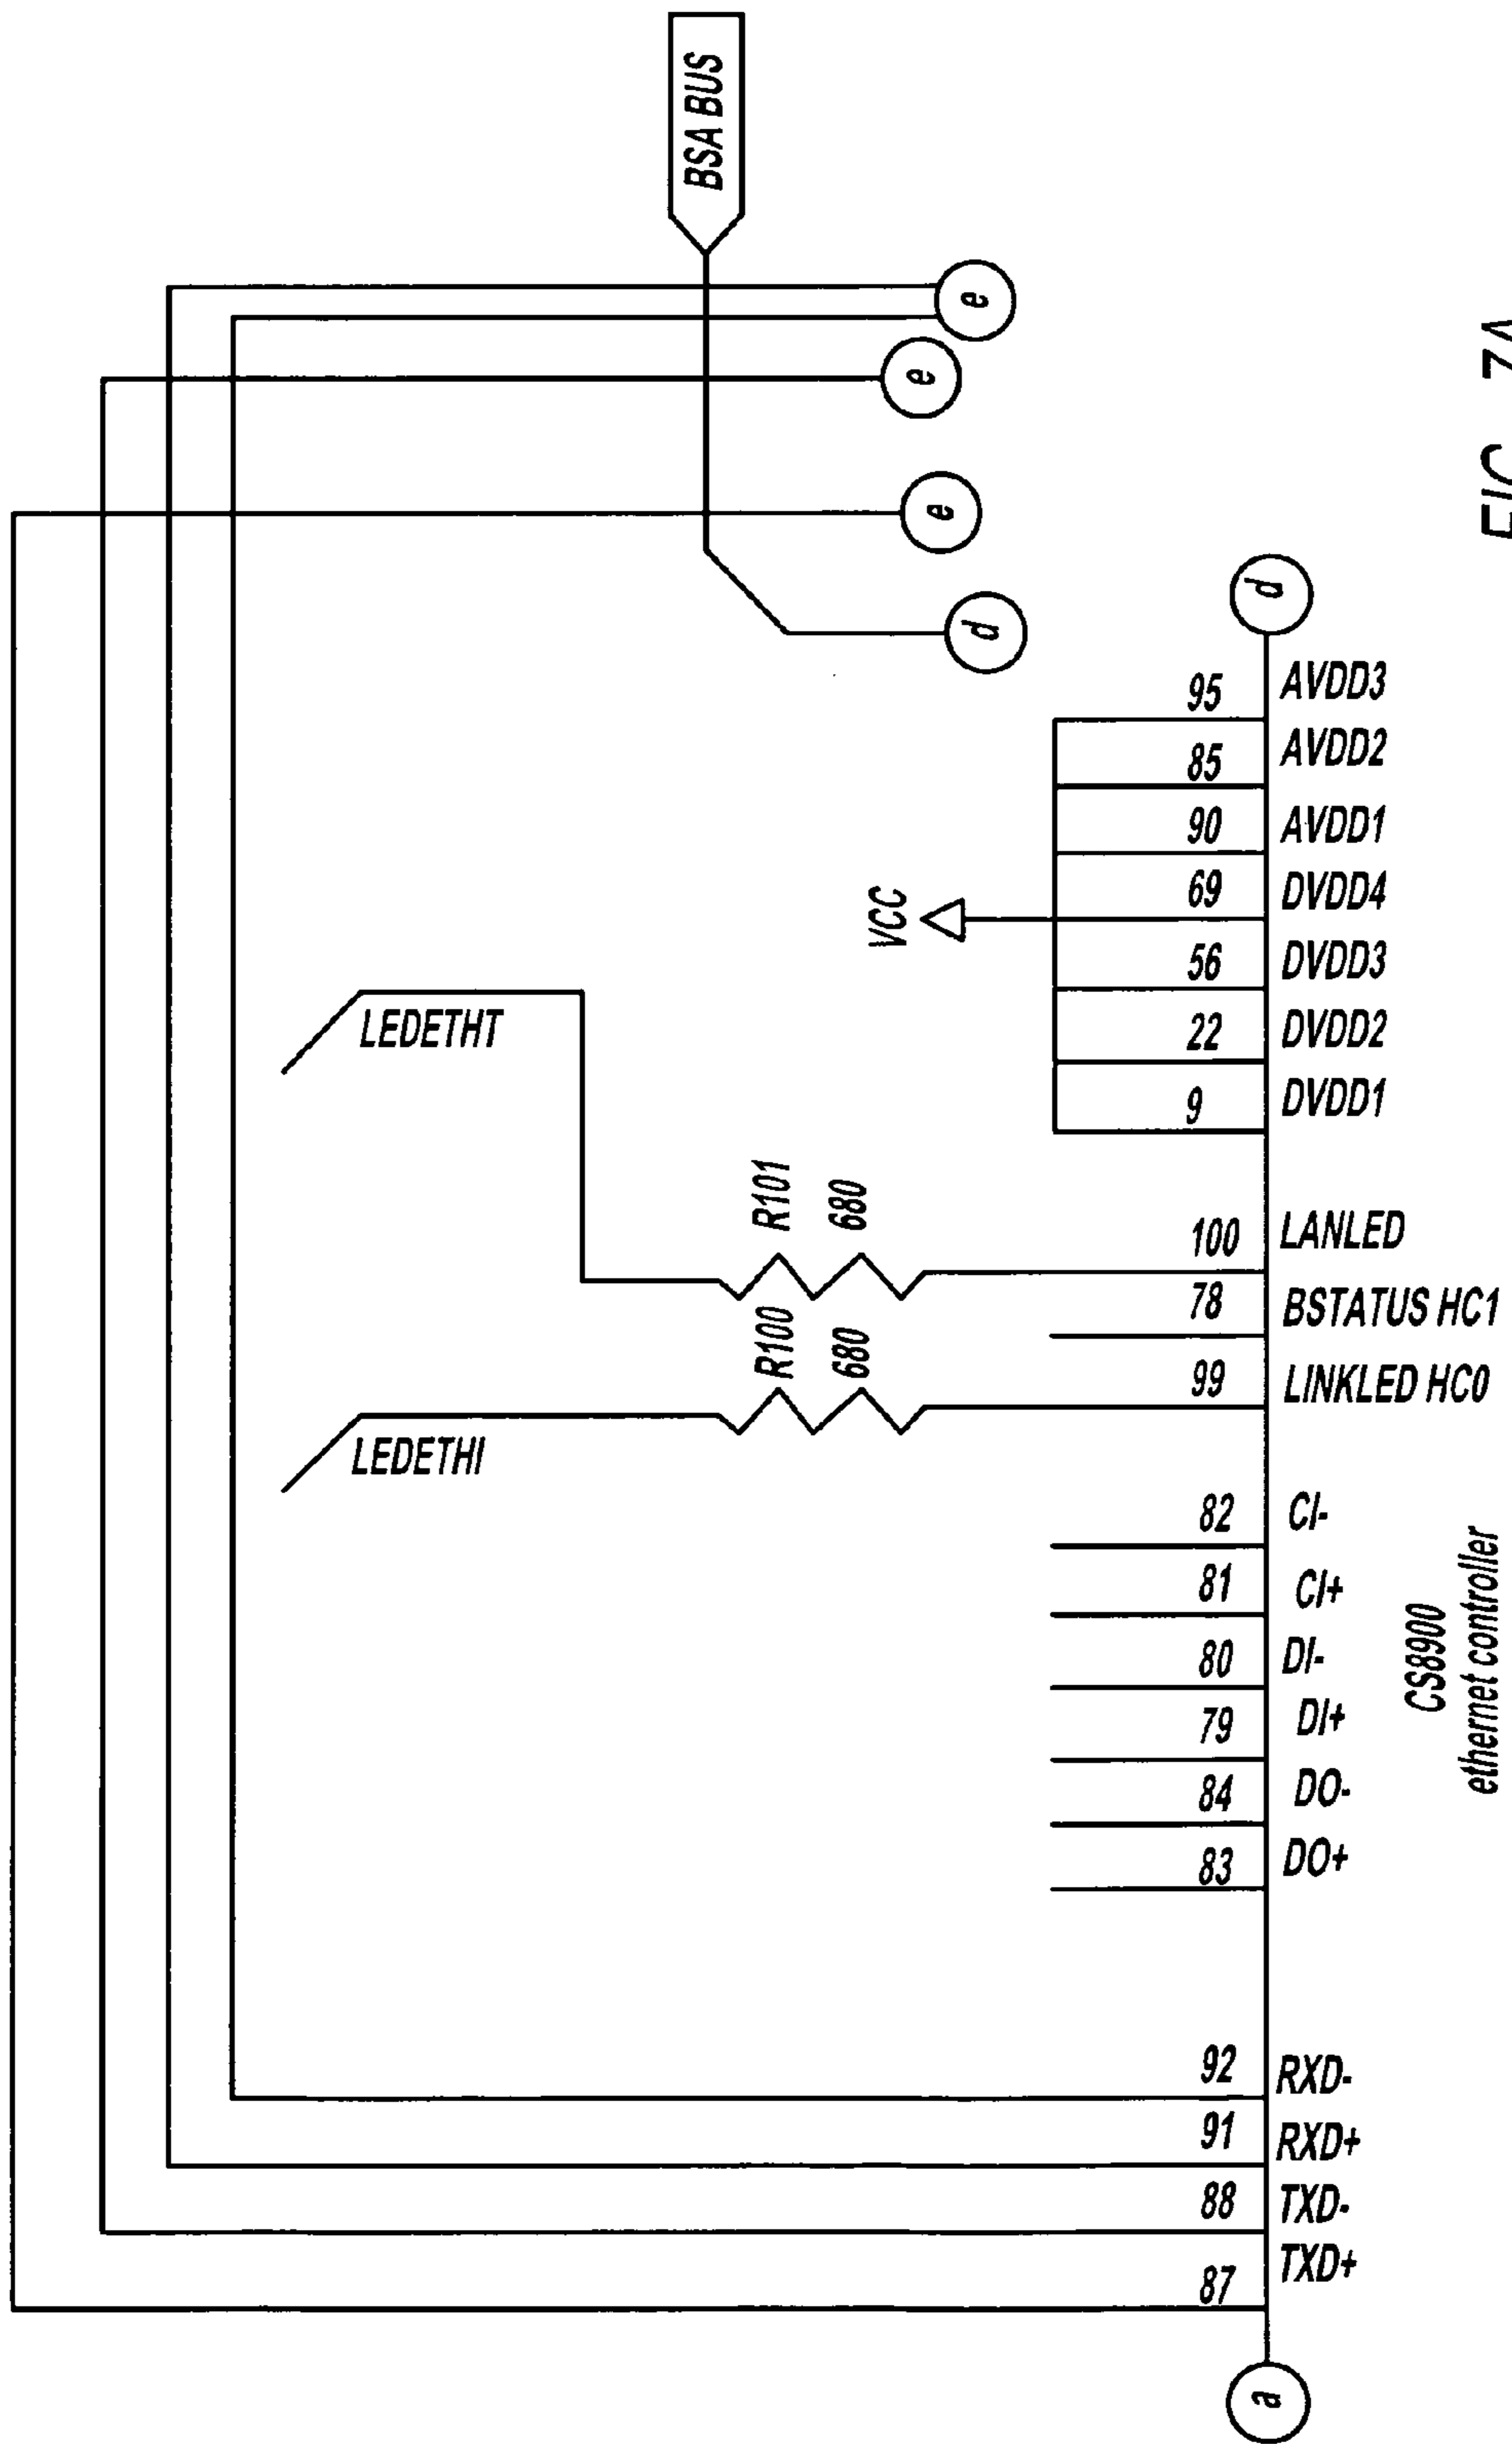 LEDETHI
LEDETHT
BSA BUS
R100
R101
680
680
VCC
e
e
e
d
87
88
91
92
83
84
79
80
81
82
99
78
100
9
22
56
69
90
85
95
a
d
TXD+
TXD-
RXD+
RXD-
DO+
DO-
DI+
DI-
CI+
CI-
LINKLED HC0
BSTATUS HC1
LANLED
DVDD1
DVDD2
DVDD3
DVDD4
AVDD1
AVDD2
AVDD3
CS8900
ethernet controller
FIG. 7A